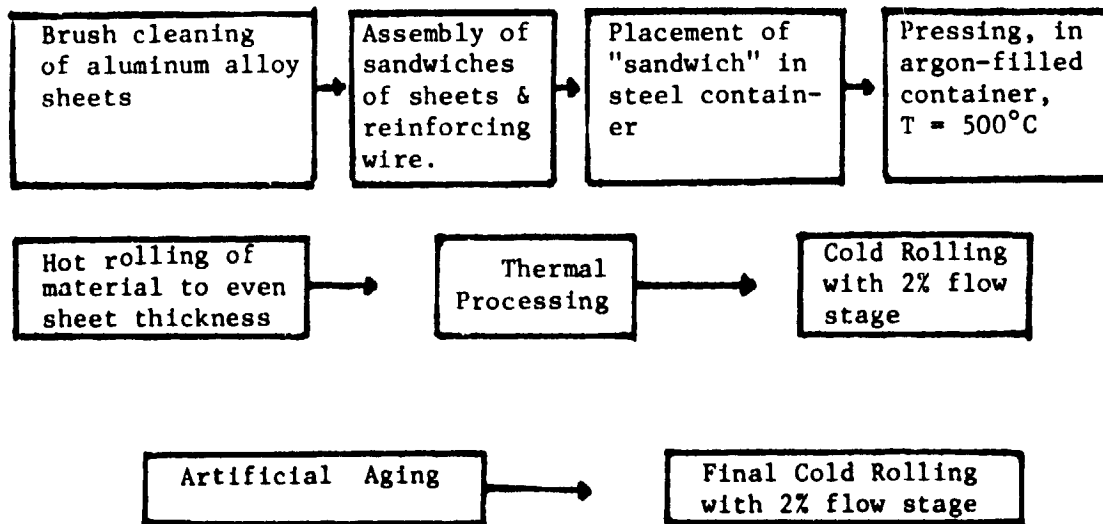 Brush cleaning
of aluminum alloy
sheets
Assembly of
sandwiches
of sheets &
reinforcing
wire.
Placement of
"sandwich" in
steel contain-
er
Pressing, in
argon-filled
container,
T = 500°C
Hot rolling of
material to even
sheet thickness
Thermal
Processing
Cold Rolling
with 2% flow
stage
Artificial Aging
Final Cold Rolling
with 2% flow stage